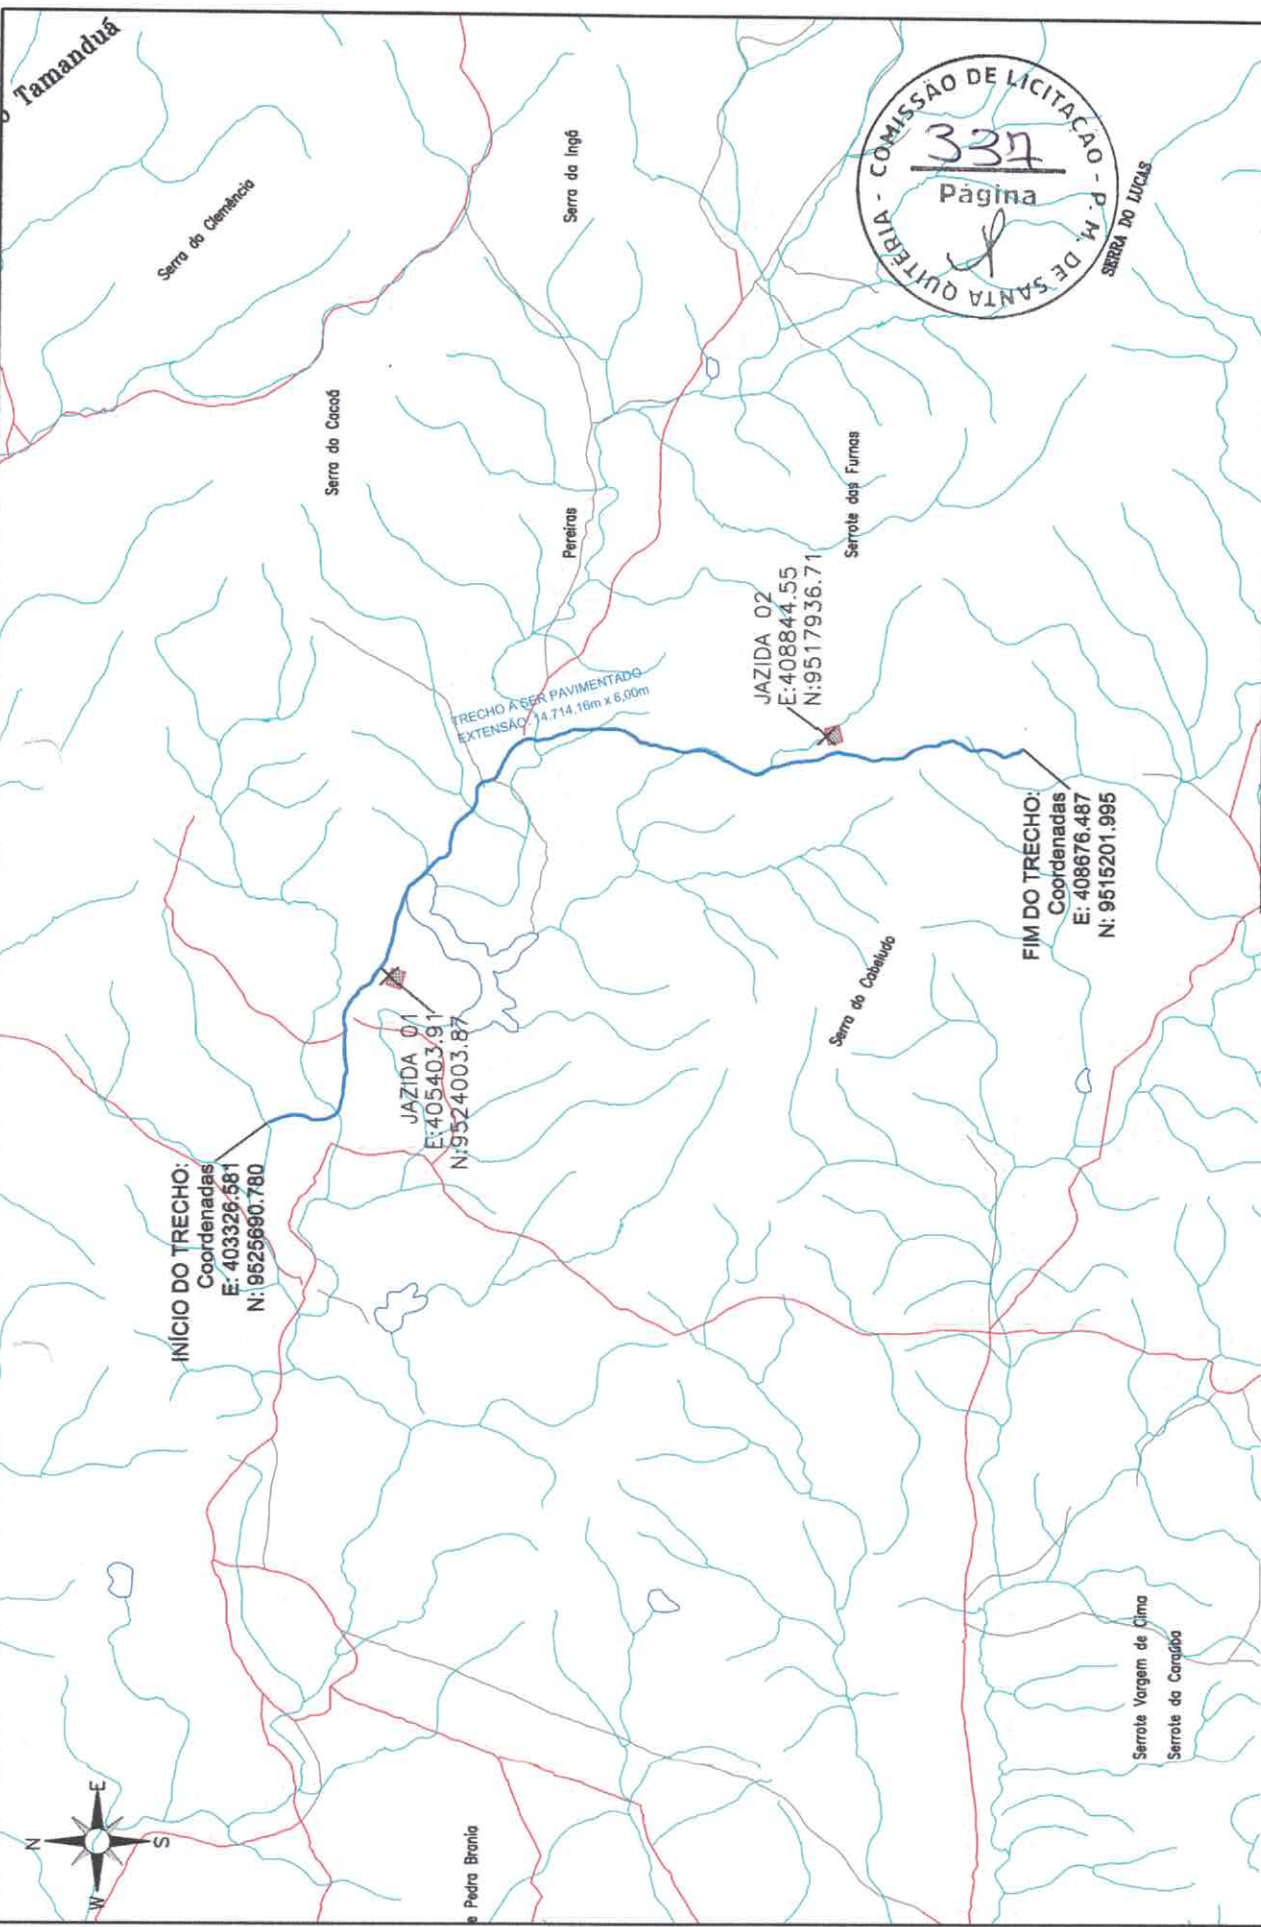 Tamanduá
Serra do Clemência
Serra do Ingá
COMISSÃO DE LICITAÇÃO - P. M. DE SANTA QUITÉRIA -
337
Página
SERRA DO LUCAS
Serra do Cacoá
Pereiras
Serrote das Furnas
TRECHO A SER PAVIMENTADO
EXTENSÃO: 14.714,16m x 6,00m
JAZIDA 02
E:408844.55
N:9517936.71
JAZIDA 01
E:405403.91
N:9524003.87
INÍCIO DO TRECHO:
Coordenadas
E: 403326.581
N: 9525690.780
FIM DO TRECHO:
Coordenadas
E: 408676.487
N: 9515201.995
Serra do Cabeludo
Serrote Vargem de Cima
Serrote da Caraúba
e Pedra Brania
N
E
S
W